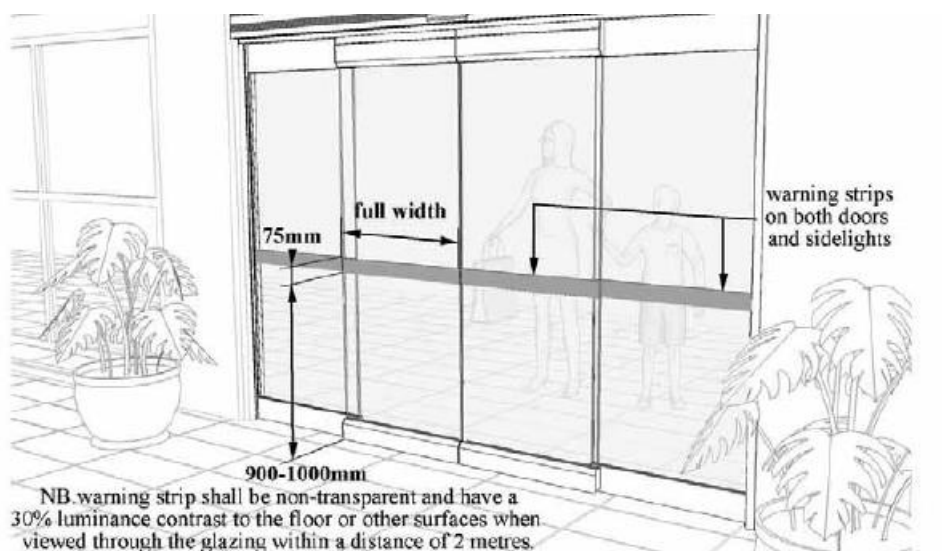 full width
75mm
warning strips
on both doors
and sidelights
900-1000mm
NB.warning strip shall be non-transparent and have a
30% luminance contrast to the floor or other surfaces when
viewed through the glazing within a distance of 2 metres.